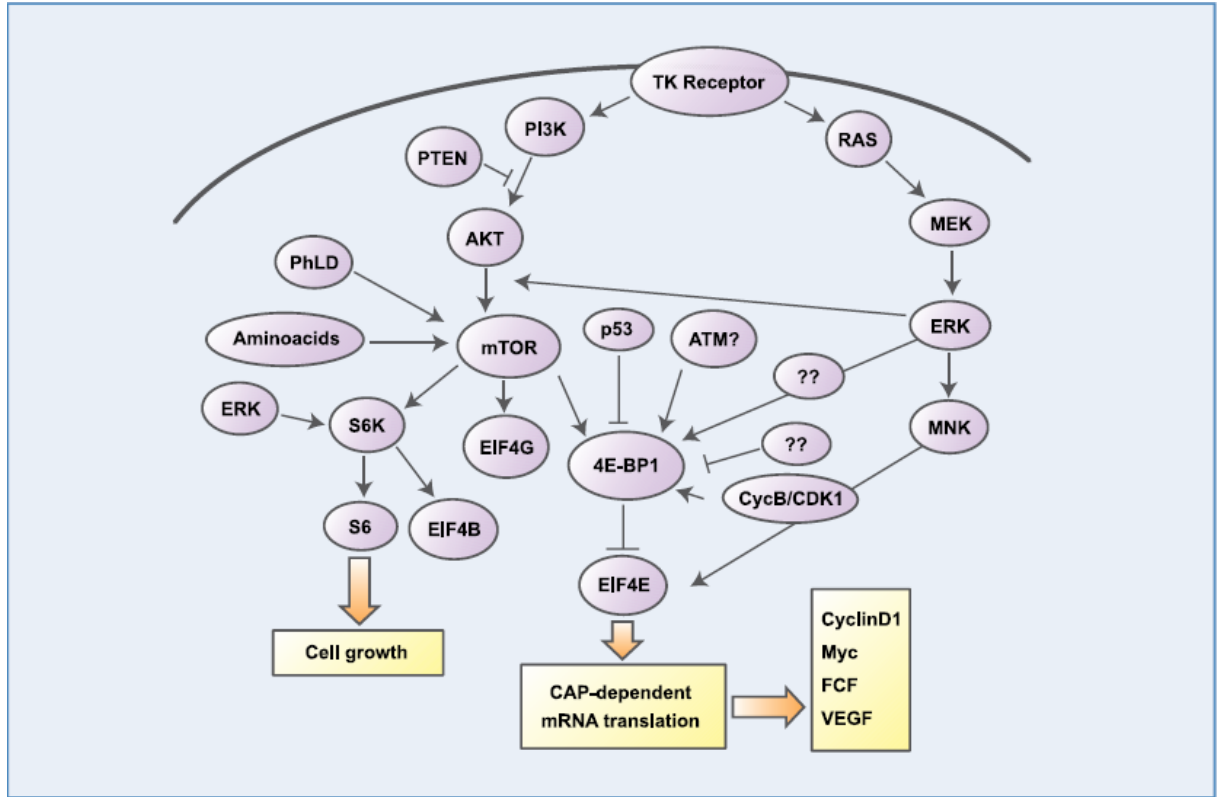 TK Receptor
PI3K
RAS
PTEN
MEK
AKT
PhLD
ERK
p53
ATM?
Aminoacids
mTOR
??
ERK
S6K
MNK
EIF4G
??
4E-BP1
CycB/CDK1
S6
EIF4B
EIF4E
CyclinD1
Myc
FCF
VEGF
Cell growth
CAP-dependent
mRNA translation